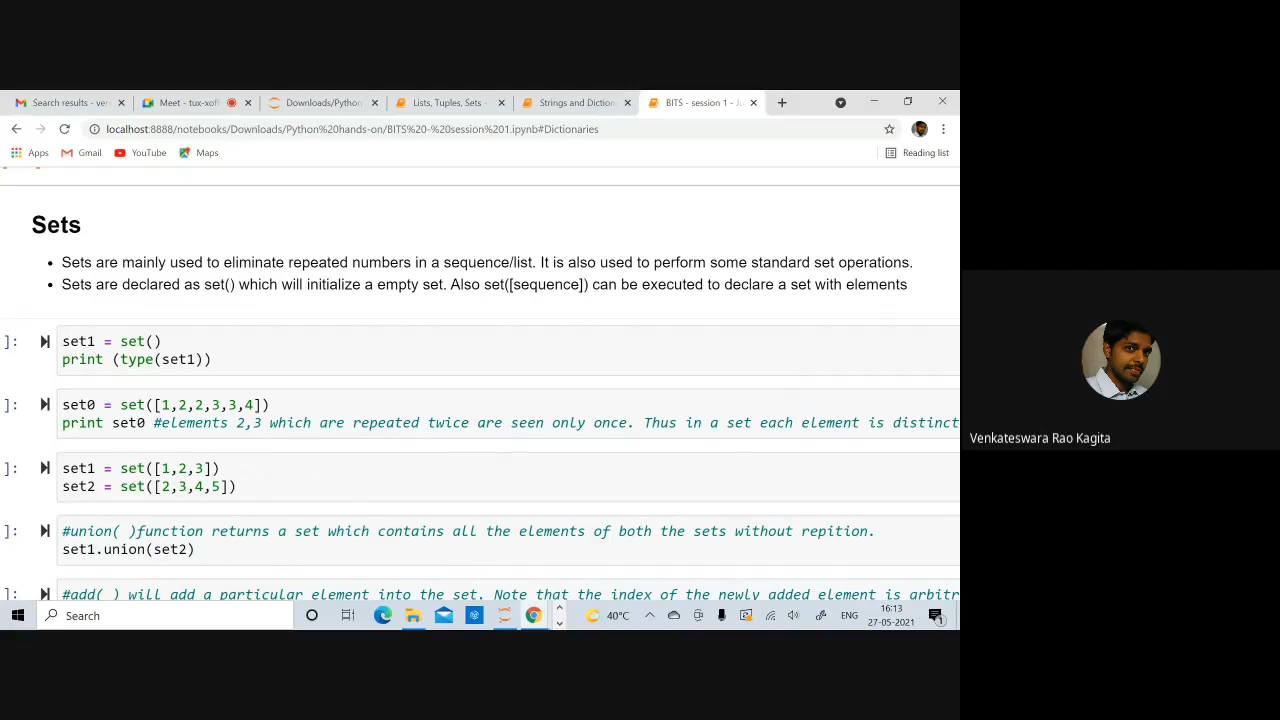 Search results - ver
Meet - tux-xof
Downloads/Python
Lists, Tuples, Sets -
Strings and Diction
BITS - session 1 - Ju
localhost:8888/notebooks/Downloads/Python%20hands-on/BITS%20-%20session%201.ipynb#Dictionaries
Apps
Gmail
YouTube
Maps
Reading list
Sets
• Sets are mainly used to eliminate repeated numbers in a sequence/list. It is also used to perform some standard set operations.
• Sets are declared as set() which will initialize a empty set. Also set([sequence]) can be executed to declare a set with elements
]:
set1 = set()
print (type(set1))
]:
set0 = set([1,2,2,3,3,4])
print set0 #elements 2,3 which are repeated twice are seen only once. Thus in a set each element is distinct
]:
set1 = set([1,2,3])
set2 = set([2,3,4,5])
]:
#union( )function returns a set which contains all the elements of both the sets without repition.
set1.union(set2)
]:
#add( ) will add a particular element into the set. Note that the index of the newly added element is arbitr
Venkateswara Rao Kagita
Search
40°C
ENG
16:13
27-05-2021
1